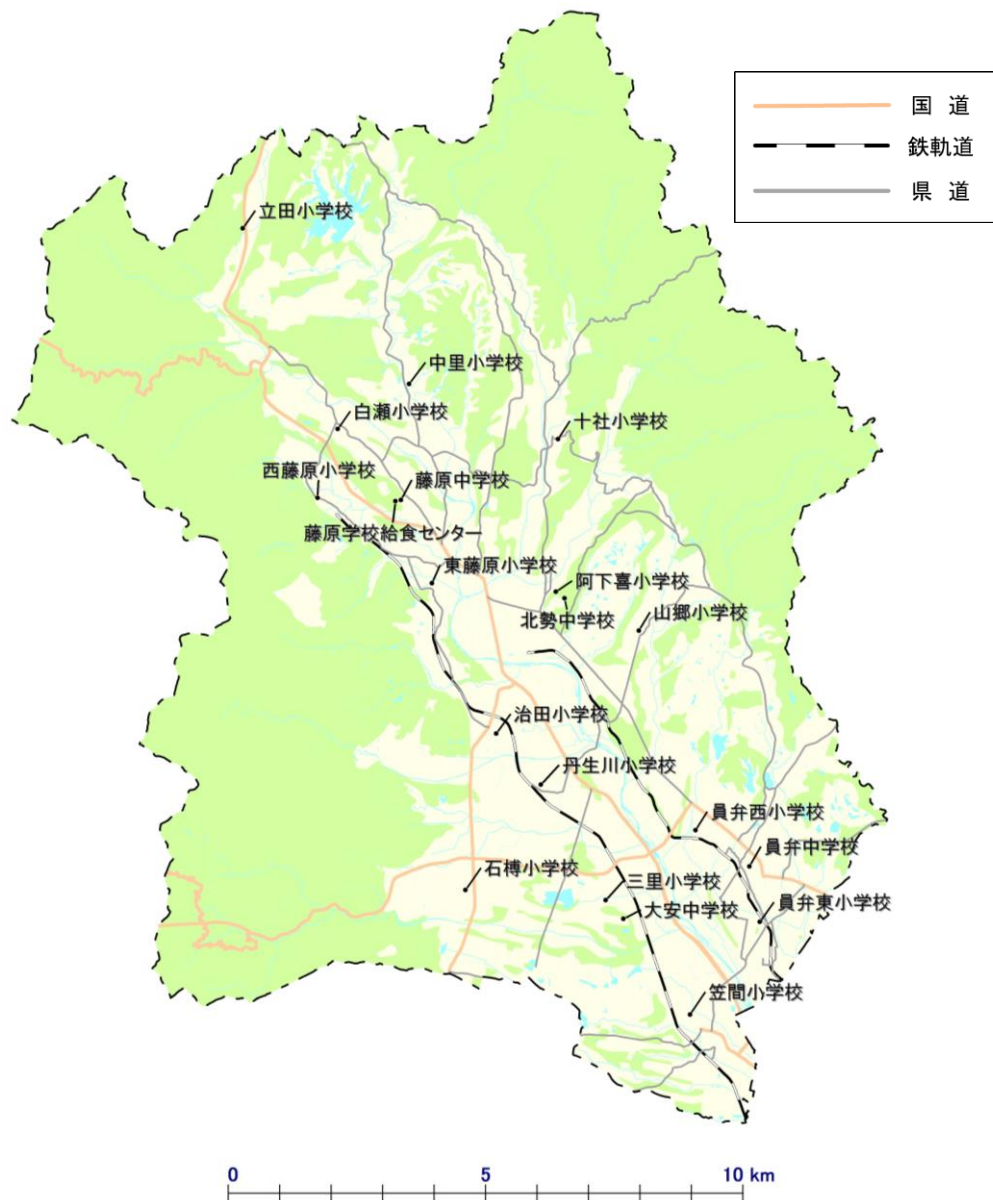 国 道
鉄軌道
県 道
立田小学校
中里小学校
白瀬小学校
十社小学校
西藤原小学校
藤原中学校
藤原学校給食センター
東藤原小学校
阿下喜小学校
北勢中学校
山郷小学校
治田小学校
丹生川小学校
員弁西小学校
員弁中学校
石榑小学校
三里小学校
大安中学校
員弁東小学校
笠間小学校
0 5 10 km